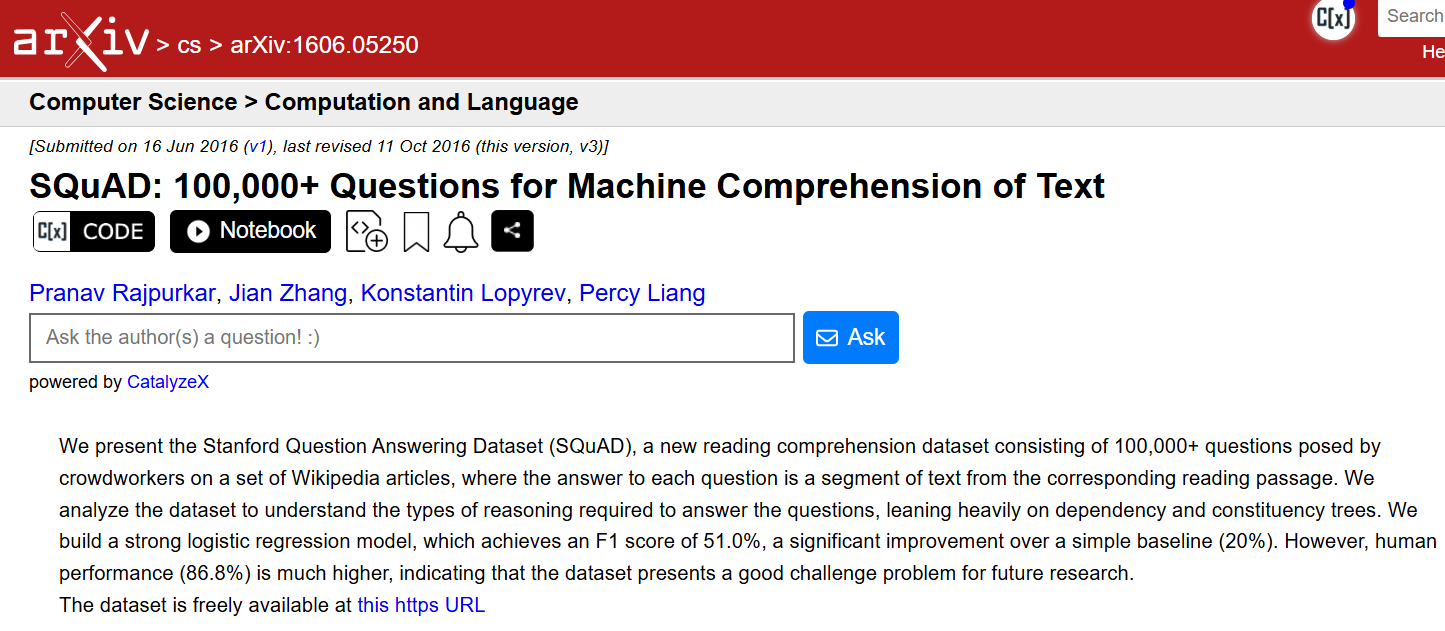 arXiv > cs > arXiv:1606.05250
C[x]
Search
He
Computer Science > Computation and Language
[Submitted on 16 Jun 2016 (v1), last revised 11 Oct 2016 (this version, v3)]
SQuAD: 100,000+ Questions for Machine Comprehension of Text
C[x] CODE Notebook
Pranav Rajpurkar, Jian Zhang, Konstantin Lopyrev, Percy Liang
Ask the author(s) a question! :) Ask
powered by CatalyzeX
We present the Stanford Question Answering Dataset (SQuAD), a new reading comprehension dataset consisting of 100,000+ questions posed by
crowdworkers on a set of Wikipedia articles, where the answer to each question is a segment of text from the corresponding reading passage. We
analyze the dataset to understand the types of reasoning required to answer the questions, leaning heavily on dependency and constituency trees. We
build a strong logistic regression model, which achieves an F1 score of 51.0%, a significant improvement over a simple baseline (20%). However, human
performance (86.8%) is much higher, indicating that the dataset presents a good challenge problem for future research.
The dataset is freely available at this https URL